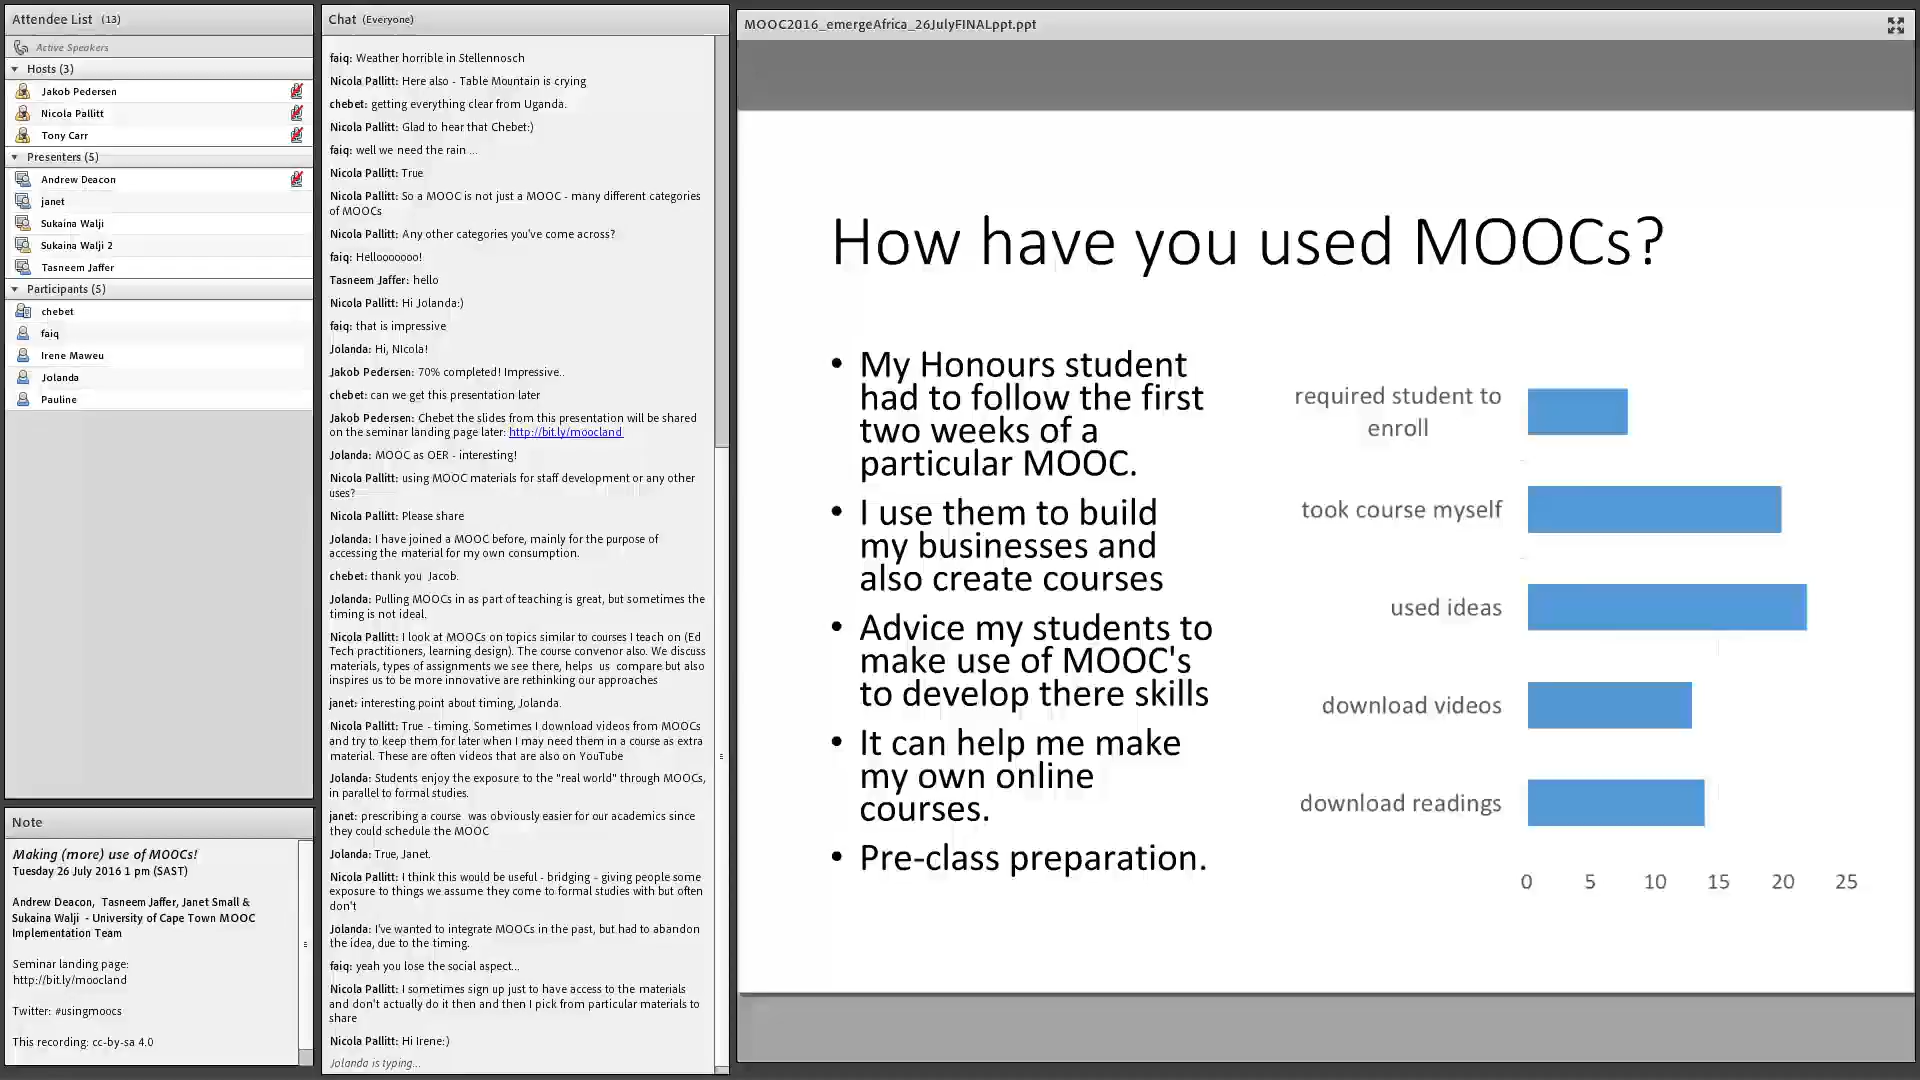 Attendee List (13)
Active Speakers
Hosts (3)
Jakob Pedersen
Nicola Pallitt
Tony Carr
Presenters (5)
Andrew Deacon
janet
Sukaina Walji
Sukaina Walji 2
Tasneem Jaffer
Participants (5)
chebet
faiq
Irene Maweu
Jolanda
Pauline
Note
Making (more) use of MOOCs!
Tuesday 26 July 2016 1 pm (SAST)
Andrew Deacon, Tasneem Jaffer, Janet Small &
Sukaina Walji - University of Cape Town MOOC
Implementation Team
Seminar landing page:
http://bit.ly/moocland
Twitter: #usingmoocs
This recording: cc-by-sa 4.0
Chat (Everyone)
faiq: Weather horrible in Stellennosch
Nicola Pallitt: Here also - Table Mountain is crying
chebet: getting everything clear from Uganda.
Nicola Pallitt: Glad to hear that Chebet:)
faiq: well we need the rain ...
Nicola Pallitt: True
Nicola Pallitt: So a MOOC is not just a MOOC - many different categories
of MOOCs
Nicola Pallitt: Any other categories you've come across?
faiq: Hellooooooo!
Tasneem Jaffer: hello
Nicola Pallitt: Hi Jolanda:)
faiq: that is impressive
Jolanda: Hi, NIcola!
Jakob Pedersen: 70% completed! Impressive..
chebet: can we get this presentation later
Jakob Pedersen: Chebet the slides from this presentation will be shared
on the seminar landing page later: http://bit.ly/moocland
Jolanda: MOOC as OER - interesting!
Nicola Pallitt: using MOOC materials for staff development or any other
uses?
Nicola Pallitt: Please share
Jolanda: I have joined a MOOC before, mainly for the purpose of
accessing the material for my own consumption.
chebet: thank you Jacob.
Jolanda: Pulling MOOCs in as part of teaching is great, but sometimes the
timing is not ideal.
Nicola Pallitt: I look at MOOCs on topics similar to courses I teach on (Ed
Tech practitioners, learning design). The course convenor also. We discuss
materials, types of assignments we see there, helps us compare but also
inspires us to be more innovative are rethinking our approaches
janet: interesting point about timing, Jolanda.
Nicola Pallitt: True - timing. Sometimes I download videos from MOOCs
and try to keep them for later when I may need them in a course as extra
material. These are often videos that are also on YouTube
Jolanda: Students enjoy the exposure to the "real world" through MOOCs,
in parallel to formal studies.
janet: prescribing a course was obviously easier for our academics since
they could schedule the MOOC
Jolanda: True, Janet.
Nicola Pallitt: I think this would be useful - bridging - giving people some
exposure to things we assume they come to formal studies with but often
don't
Jolanda: I've wanted to integrate MOOCs in the past, but had to abandon
the idea, due to the timing.
faiq: yeah you lose the social aspect...
Nicola Pallitt: I sometimes sign up just to have access to the materials
and don't actually do it then and then I pick from particular materials to
share
Nicola Pallitt: Hi Irene:)
Jolanda is typing...
MOOC2016_emergeAfrica_26JulyFINALppt.ppt
How have you used MOOCs?
• My Honours student
had to follow the first
two weeks of a
particular MOOC.
• I use them to build
my businesses and
also create courses
• Advice my students to
make use of MOOC's
to develop there skills
• It can help me make
my own online
courses.
• Pre-class preparation.
required student to
enroll
took course myself
used ideas
download videos
download readings
0 5 10 15 20 25